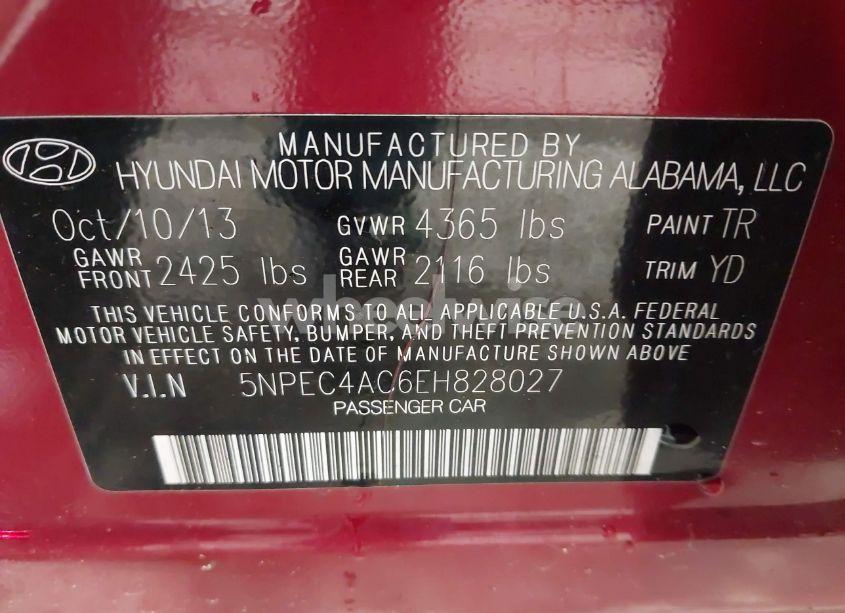 MANUFACTURED BY
HYUNDAI MOTOR MANUFACTURING ALABAMA, LLC
Oct/10/13 GVWR 4365 lbs PAINT TR
GAWR FRONT 2425 lbs GAWR REAR 2116 lbs TRIM YD
THIS VEHICLE CONFORMS TO ALL APPLICABLE U.S.A. FEDERAL
MOTOR VEHICLE SAFETY, BUMPER, AND THEFT PREVENTION STANDARDS
IN EFFECT ON THE DATE OF MANUFACTURE SHOWN ABOVE
V.I.N 5NPEC4AC6EH828027
PASSENGER CAR